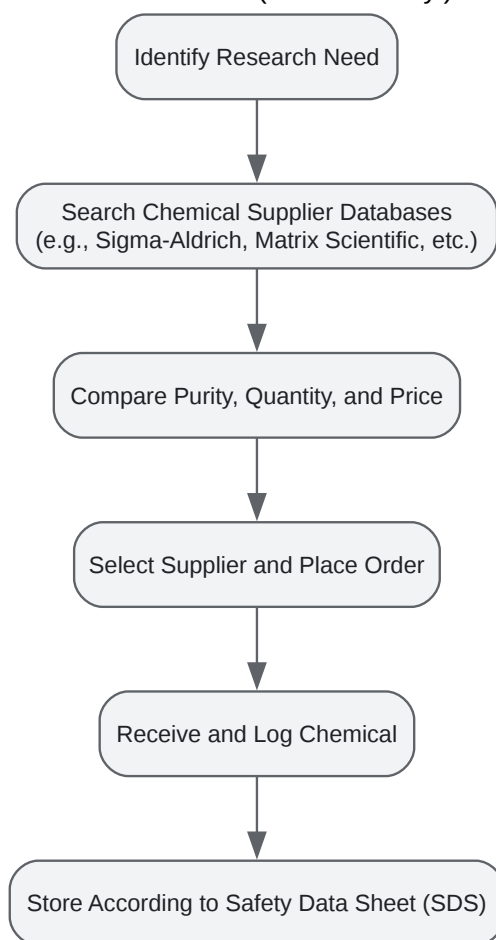 Identify Research Need
Search Chemical Supplier Databases
(e.g., Sigma-Aldrich, Matrix Scientific, etc.)
Compare Purity, Quantity, and Price
Select Supplier and Place Order
Receive and Log Chemical
Store According to Safety Data Sheet (SDS)